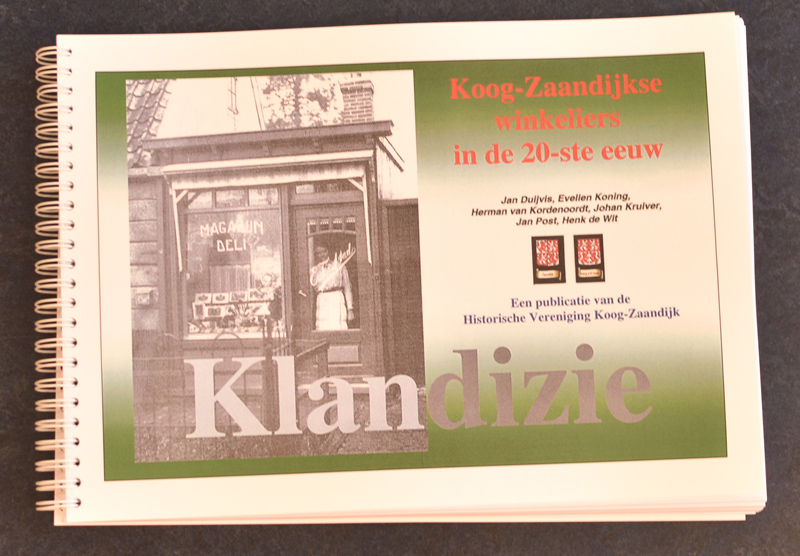 Koog-Zaandijkse
winkeliers
in de 20-ste eeuw
Jan Duijvis, Evelien Koning,
Herman van Kordenoordt, Johan Kruiver,
Jan Post, Henk de Wit
Een publicatie van de
Historische Vereniging Koog-Zaandijk
MAGAZIJN
DELI
Klandizie